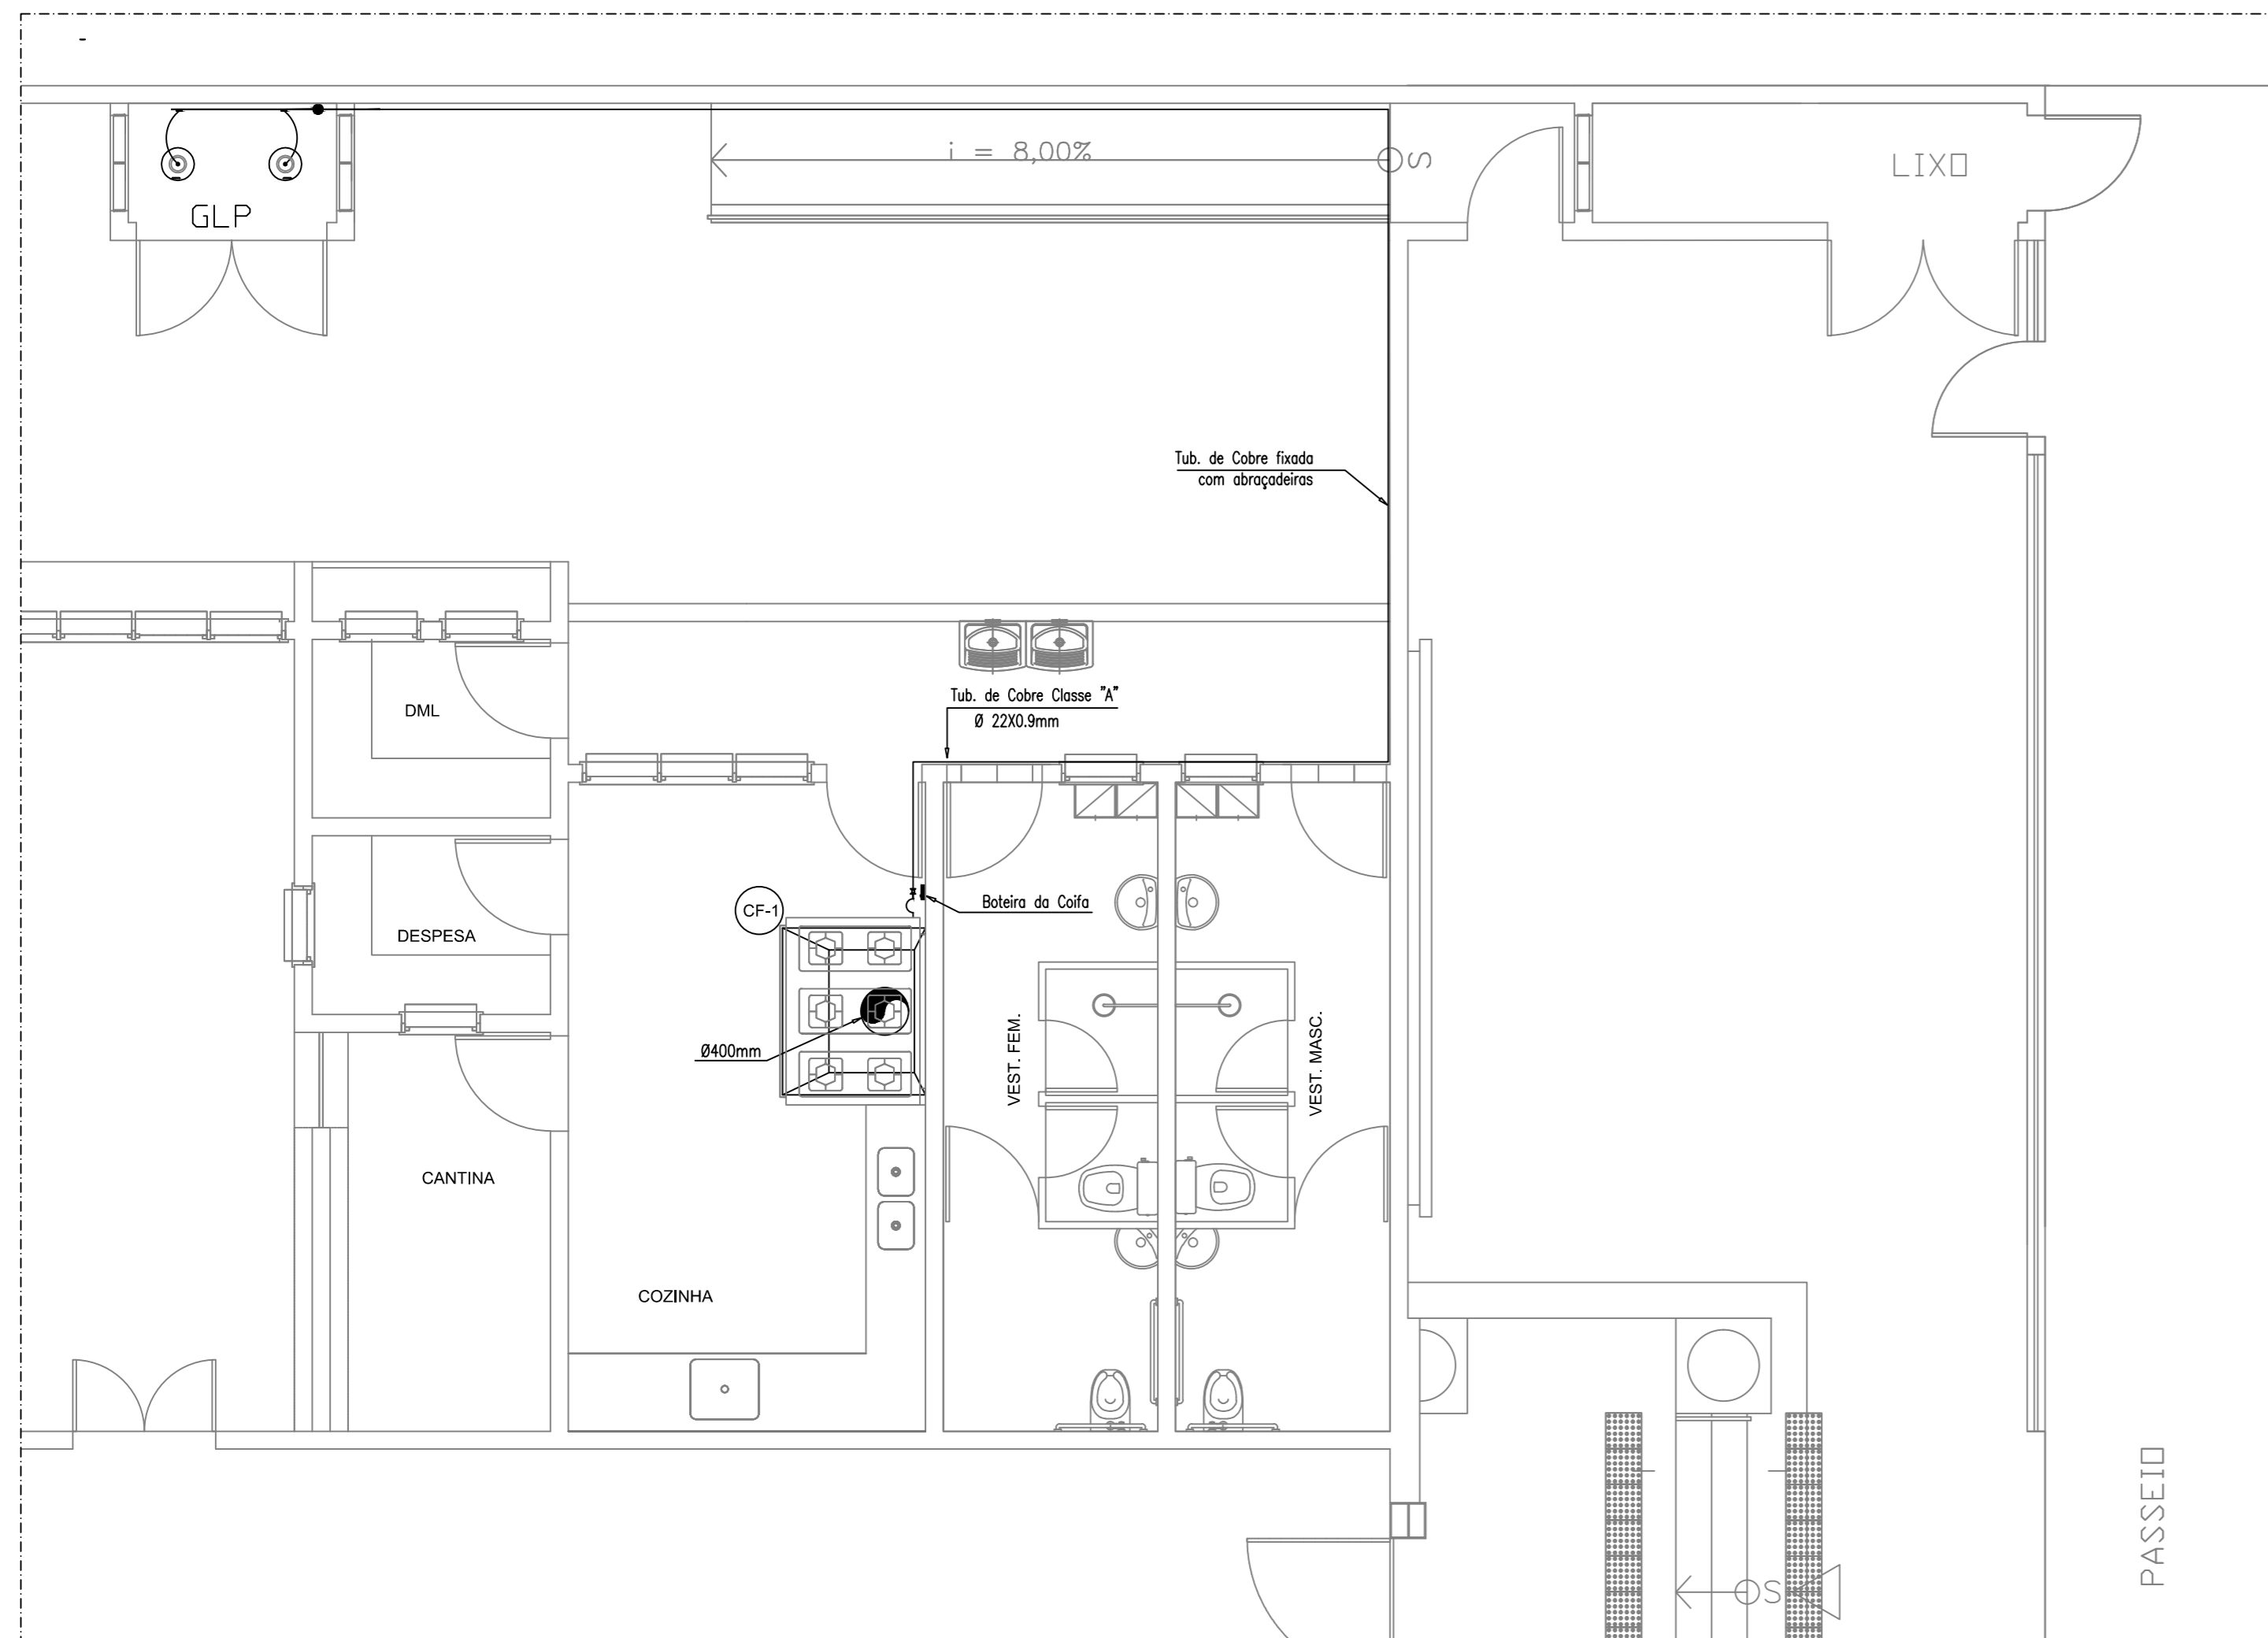 i = 8,00%
S
LIXO
GLP
Tub. de Cobre fixada
com abraçadeiras
Tub. de Cobre Classe "A"
Ø 22X0.9mm
DML
CF-1
Boteira da Coifa
DESPESA
Ø400mm
VEST. FEM.
VEST. MASC.
CANTINA
COZINHA
PASSEIO
S